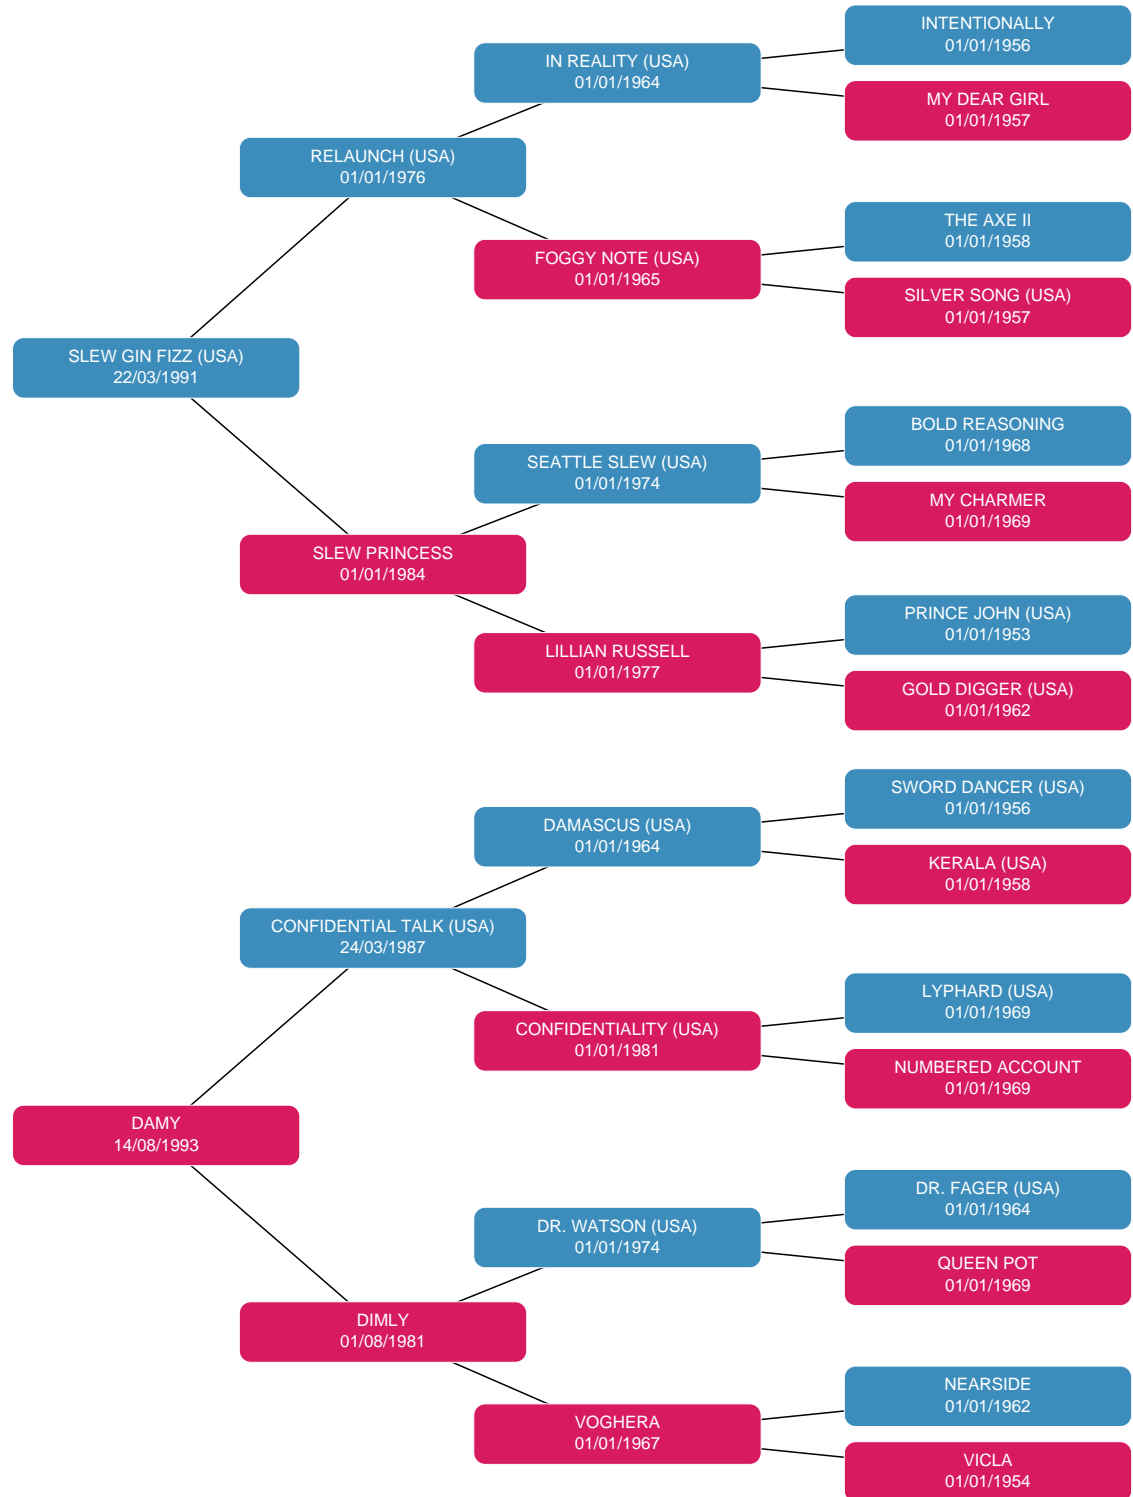 INTENTIONALLY
01/01/1956
IN REALITY (USA)
01/01/1964
MY DEAR GIRL
01/01/1957
RELAUNCH (USA)
01/01/1976
THE AXE II
01/01/1958
FOGGY NOTE (USA)
01/01/1965
SILVER SONG (USA)
01/01/1957
SLEW GIN FIZZ (USA)
22/03/1991
BOLD REASONING
01/01/1968
SEATTLE SLEW (USA)
01/01/1974
MY CHARMER
01/01/1969
SLEW PRINCESS
01/01/1984
PRINCE JOHN (USA)
01/01/1953
LILLIAN RUSSELL
01/01/1977
GOLD DIGGER (USA)
01/01/1962
SWORD DANCER (USA)
01/01/1956
DAMASCUS (USA)
01/01/1964
KERALA (USA)
01/01/1958
CONFIDENTIAL TALK (USA)
24/03/1987
LYPHARD (USA)
01/01/1969
CONFIDENTIALITY (USA)
01/01/1981
NUMBERED ACCOUNT
01/01/1969
DAMY
14/08/1993
DR. FAGER (USA)
01/01/1964
DR. WATSON (USA)
01/01/1974
QUEEN POT
01/01/1969
DIMLY
01/08/1981
NEARSIDE
01/01/1962
VOGHERA
01/01/1967
VICLA
01/01/1954